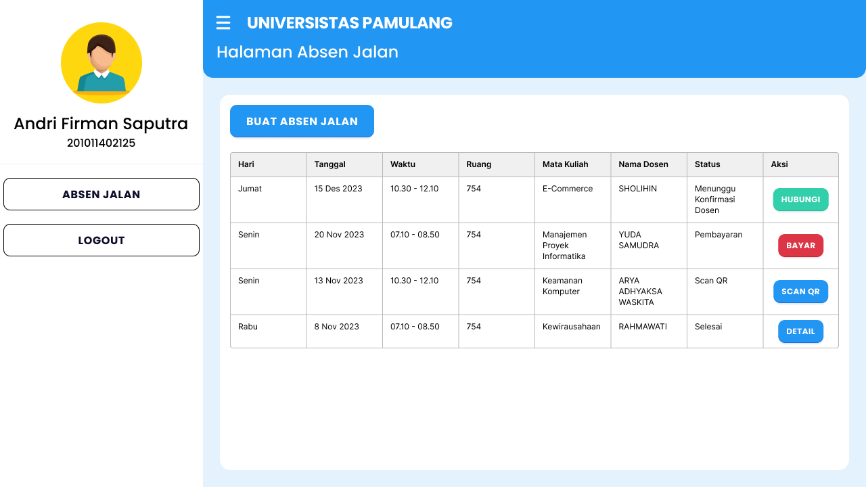 UNIVERSISTAS PAMULANG
Halaman Absen Jalan
Andri Firman Saputra
201011402125
ABSEN JALAN
LOGOUT
BUAT ABSEN JALAN
Hari Tanggal Waktu Ruang Mata Kuliah Nama Dosen Status Aksi
Jumat 15 Des 2023 10.30 - 12.10 754 E-Commerce SHOLIHIN Menunggu
Konfirmasi
Dosen
HUBUNGI
Senin 20 Nov 2023 07.10 - 08.50 754 Manajemen YUDA Pembayaran
Proyek SAMUDRA
Informatika
BAYAR
Senin 13 Nov 2023 10.30 - 12.10 754 Keamanan ARYA Scan QR
Komputer ADHYAKSA
WASKITA
SCAN QR
Rabu 8 Nov 2023 07.10 - 08.50 754 Kewirausahaan RAHMAWATI Selesai
DETAIL